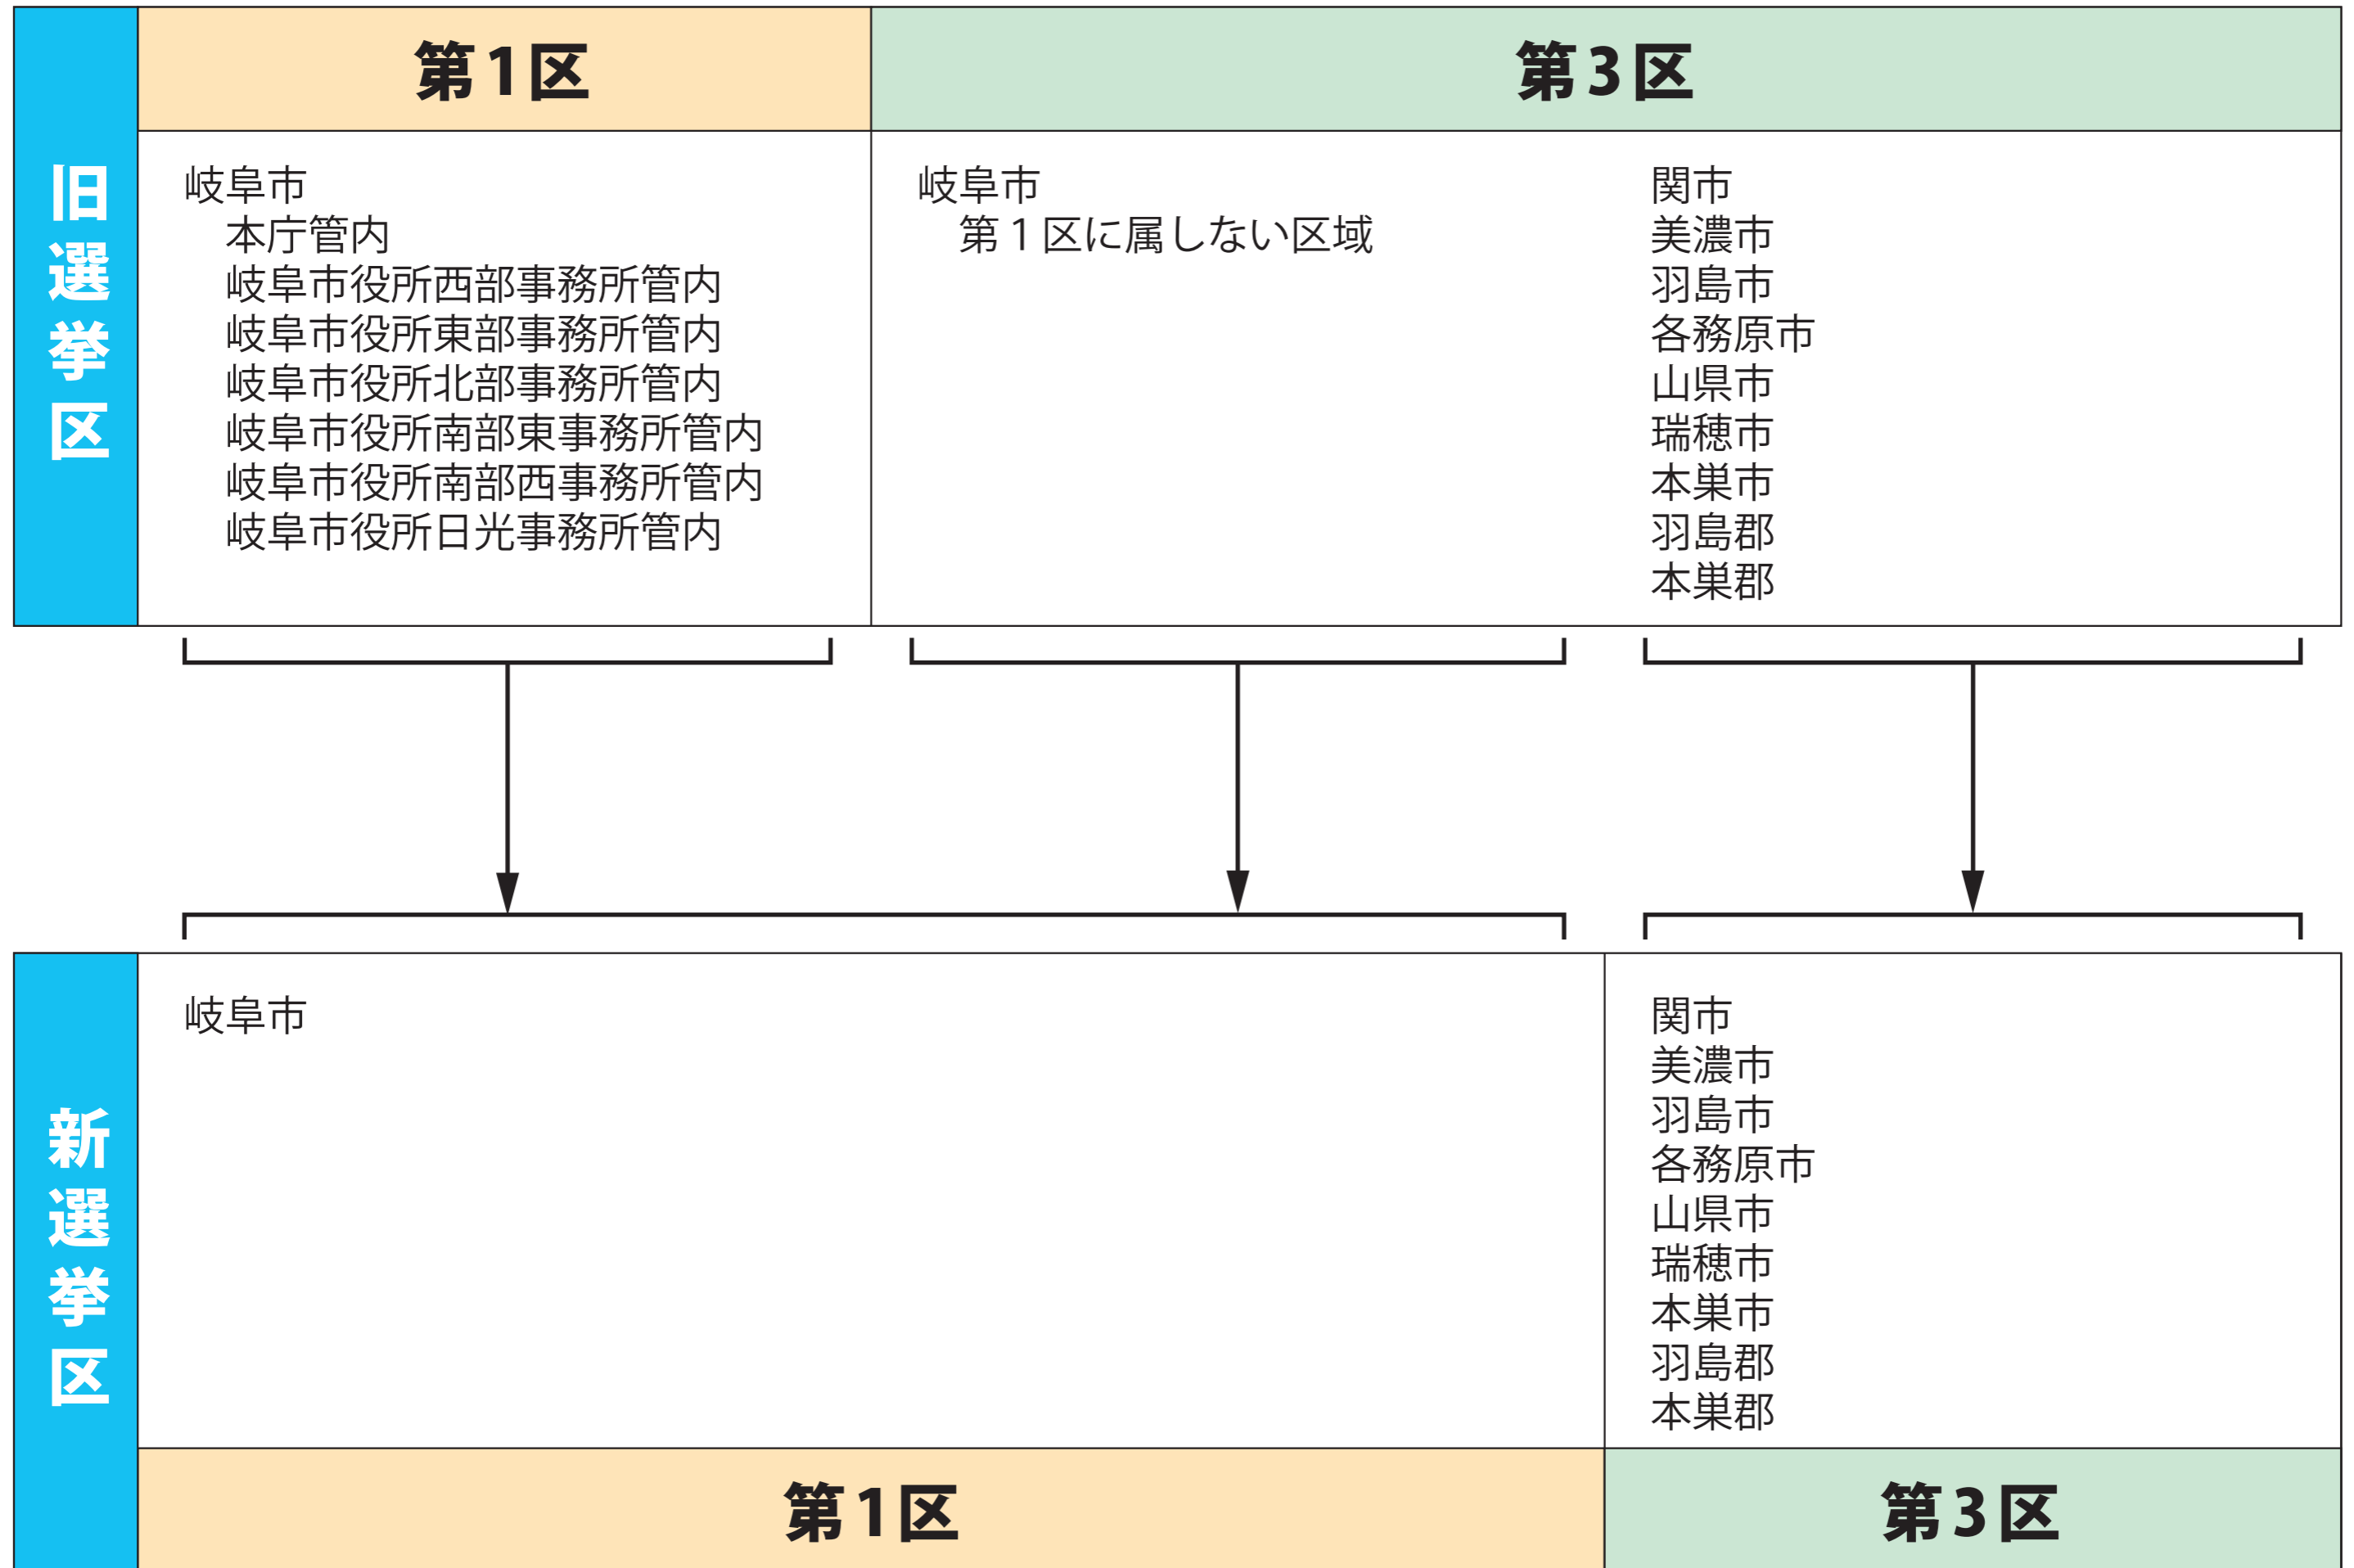 旧選挙区
第1区
岐阜市
本庁管内
岐阜市役所西部事務所管内
岐阜市役所東部事務所管内
岐阜市役所北部事務所管内
岐阜市役所南部東事務所管内
岐阜市役所南部西事務所管内
岐阜市役所日光事務所管内
第3区
岐阜市
第1区に属しない区域
関市
美濃市
羽島市
各務原市
山県市
瑞穂市
本巣市
羽島郡
本巣郡
新選挙区
岐阜市
第1区
関市
美濃市
羽島市
各務原市
山県市
瑞穂市
本巣市
羽島郡
本巣郡
第3区